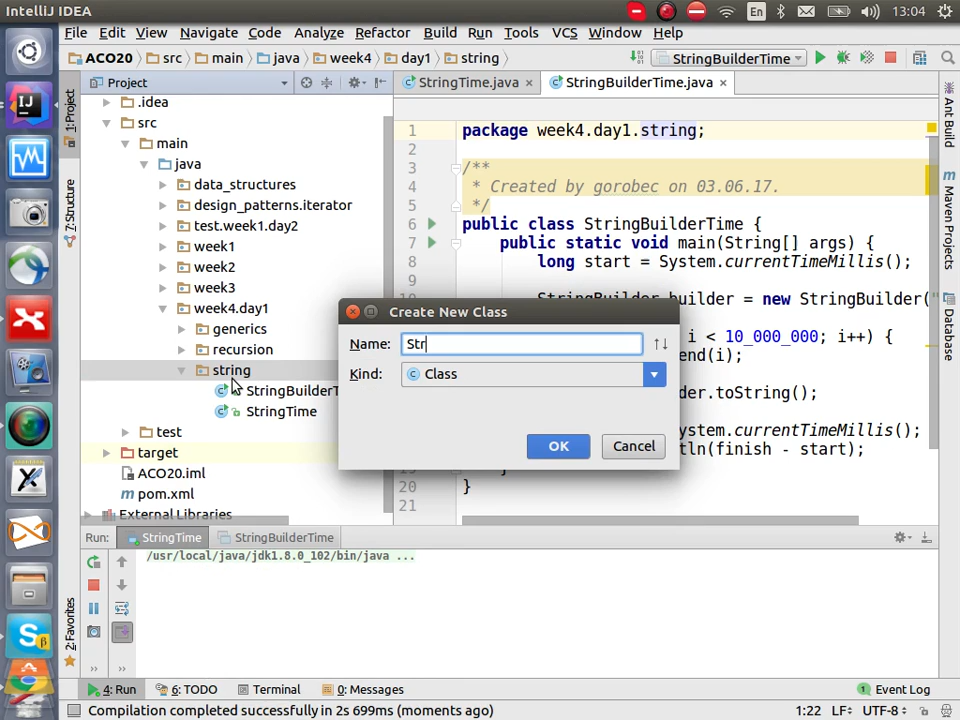 IntelliJ IDEA
En
13:04
File Edit View Navigate Code Analyze Refactor Build Run Tools VCS Window Help
ACO20 src main java week4 day1 string
StringBuilderTime
Project
StringTime.java
StringBuilderTime.java
1: Project
7: Structure
2: Favorites
Ant Build
Maven Projects
Database
.idea
src
main
java
data_structures
design_patterns.iterator
test.week1.day2
week1
week2
week3
week4.day1
generics
recursion
string
StringBuilderT
StringTime
test
target
ACO20.iml
pom.xml
External Libraries
1 package week4.day1.string;
2
3 /**
4 * Created by gorobec on 03.06.17.
5 */
6 public class StringBuilderTime {
7 public static void main(String[] args) {
8 long start = System.currentTimeMillis();
builder = new StringBuilder("
i < 10_000_000; i++) {
end(i);
der.toString();
ystem.currentTimeMillis();
ln(finish - start);
}
20 }
21
Create New Class
Name: Str
Kind: Class
OK Cancel
Run: StringTime StringBuilderTime
/usr/local/java/jdk1.8.0_102/bin/java ...
4: Run 6: TODO Terminal 0: Messages 1 Event Log
Compilation completed successfully in 2s 699ms (moments ago) 1:22 LF UTF-8